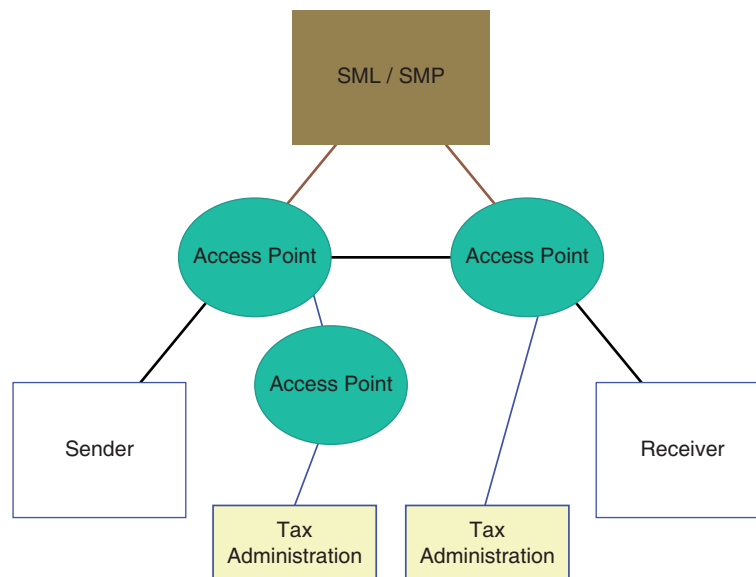 SML / SMP
Access Point
Access Point
Access Point
Sender
Receiver
Tax
Administration
Tax
Administration